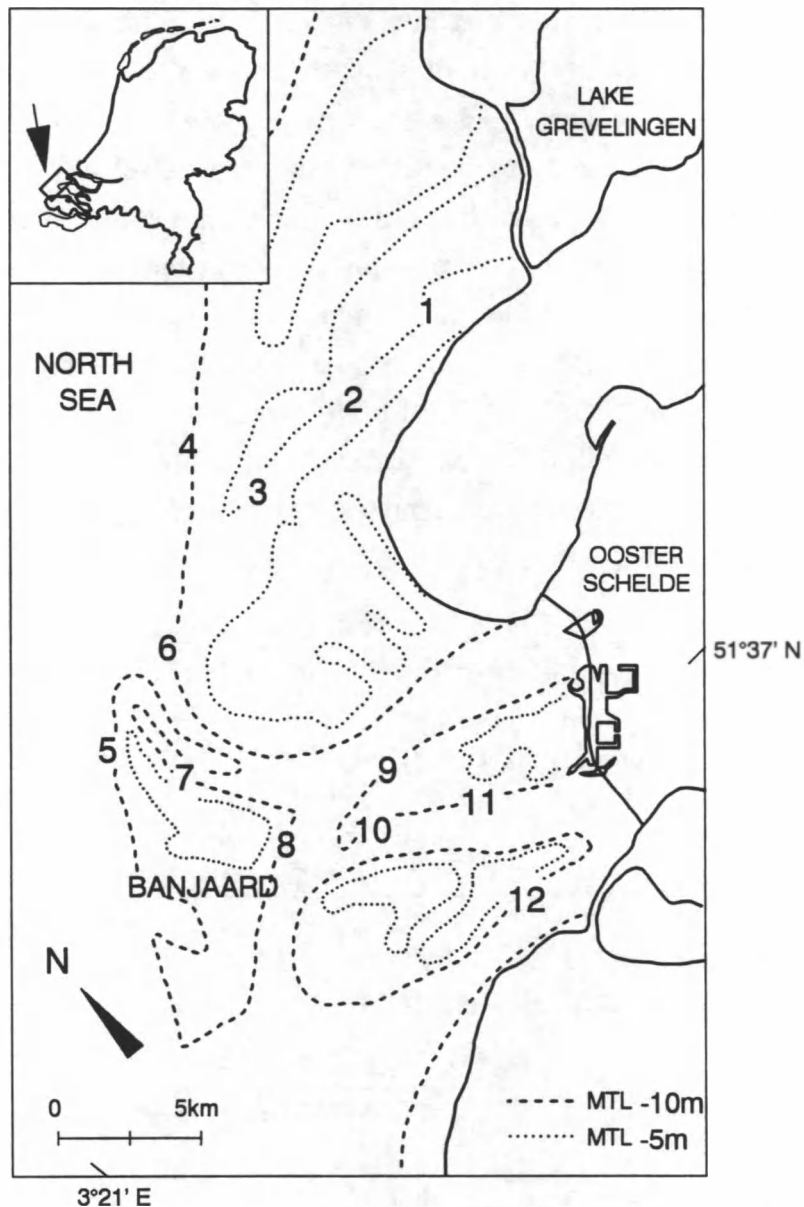 LAKE
GREVELINGEN
1
NORTH
SEA
2
4
3
OOSTER
SCHELDE
6
51°37' N
5
7
9
11
10
8
BANJAARD
12
N
0 5km
MTL -10m
MTL -5m
3°21' E